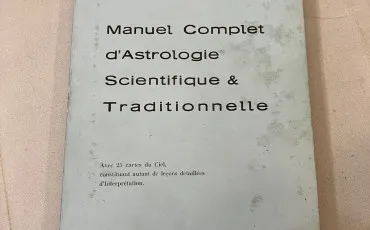 Manuel Complet
d'Astrologie
Scientifique &
Traditionnelle
Avec 25 cartes du Ciel,
constituant autant de leçons détaillées
d'Interprétation.